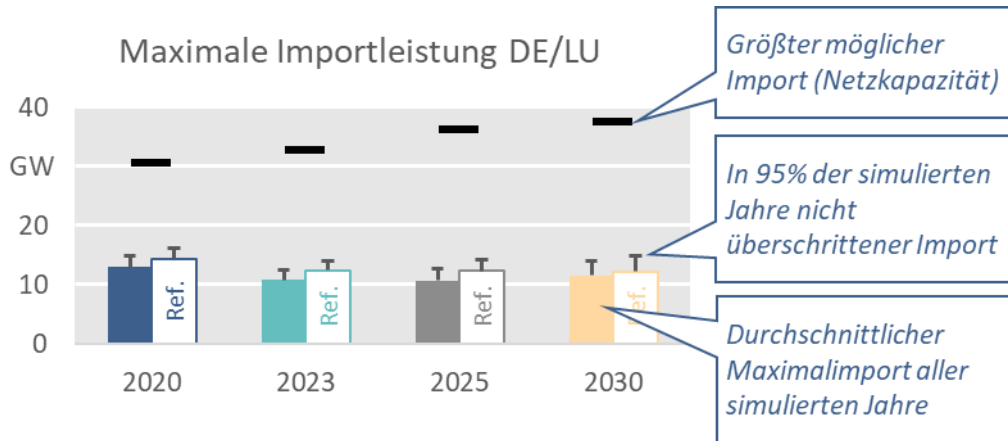 Maximale Importleistung DE/LU
40
GW
20
10
0
Ref.
Ref.
Ref.
Ref.
2020
2023
2025
2030
Größter möglicher
Import (Netzkapazität)
In 95% der simulierten
Jahre nicht
überschrittener Import
Durchschnittlicher
Maximalimport aller
simulierten Jahre